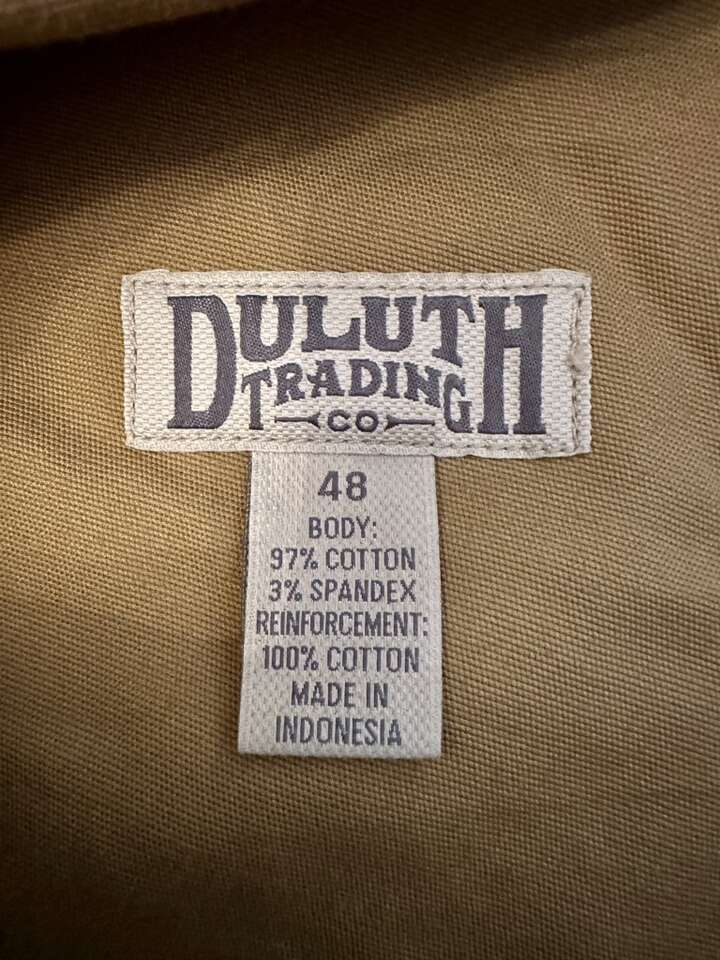 DULUTH
TRADING
CO
48
BODY:
97% COTTON
3% SPANDEX
REINFORCEMENT:
100% COTTON
MADE IN
INDONESIA